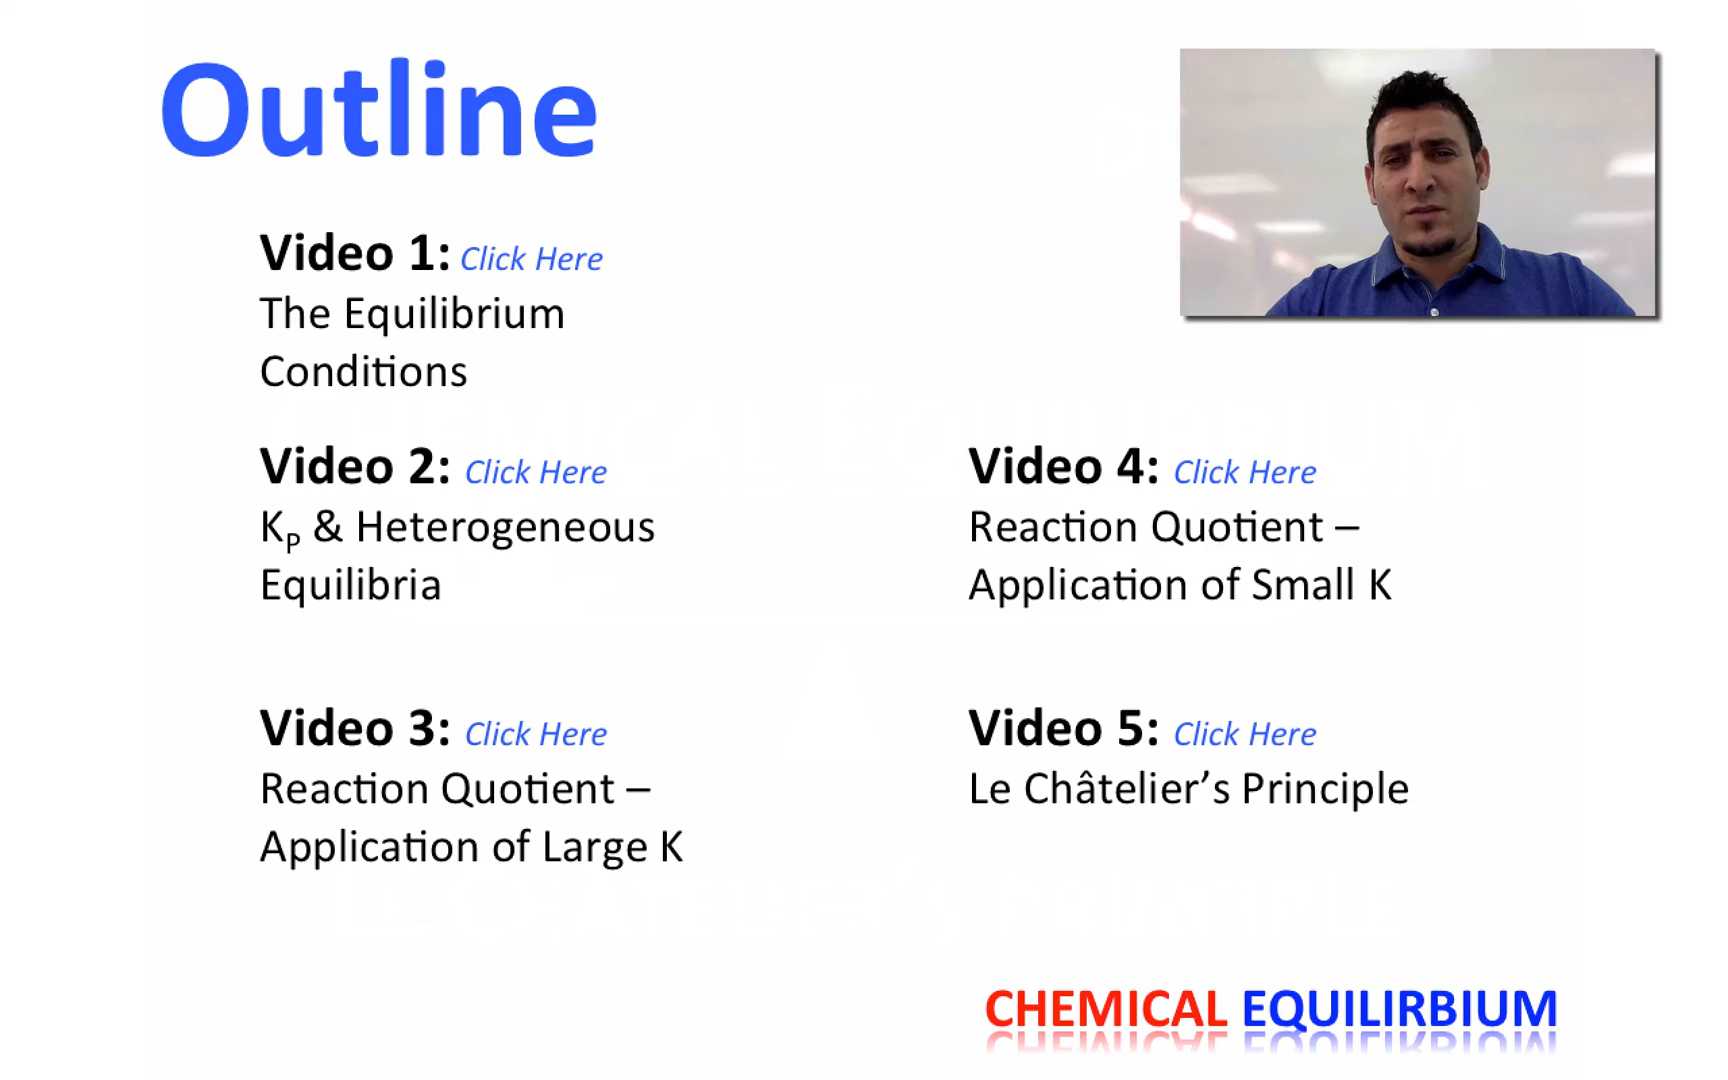 Outline
Video 1: Click Here
The Equilibrium
Conditions
Video 2: Click Here
KP & Heterogeneous
Equilibria
Video 3: Click Here
Reaction Quotient –
Application of Large K
Video 4: Click Here
Reaction Quotient –
Application of Small K
Video 5: Click Here
Le Châtelier’s Principle
CHEMICAL EQUILIRBIUM